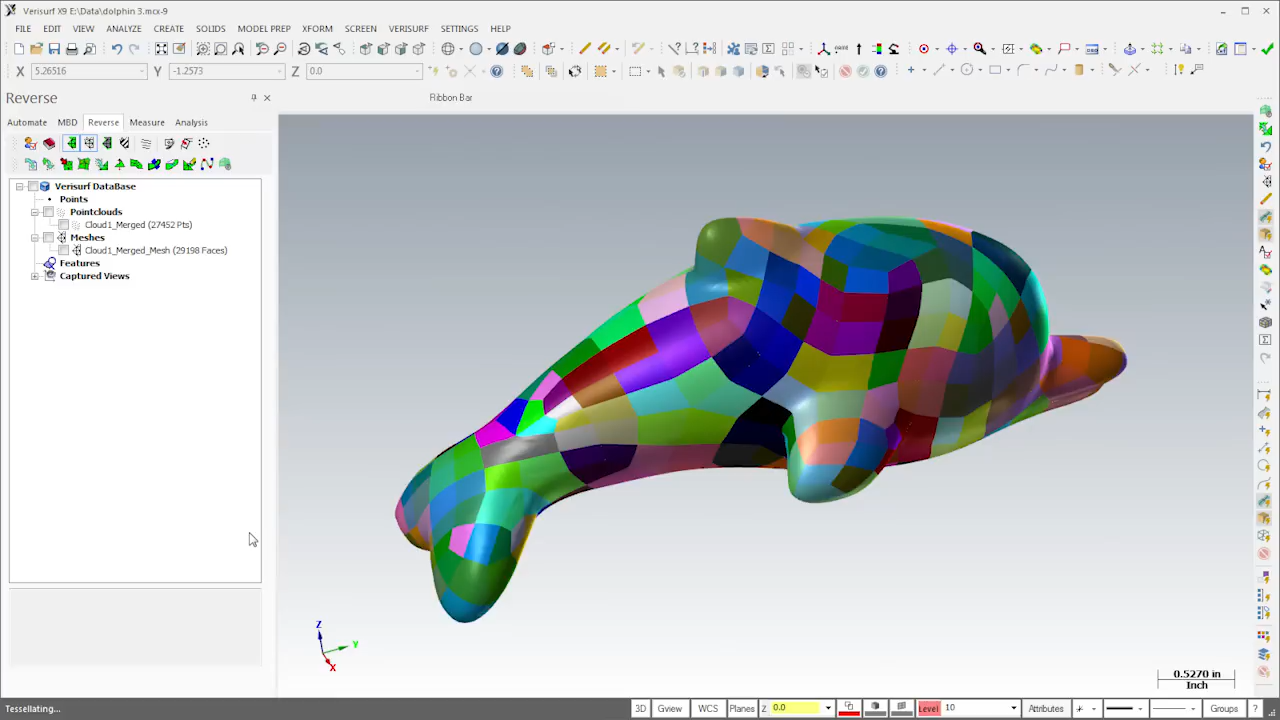 Verisurf X9 E:\Data\dolphin 3.mcx-9
FILE EDIT VIEW ANALYZE CREATE SOLIDS MODEL PREP XFORM SCREEN VERISURF SETTINGS HELP
X 5.26516 Y -1.2573 Z 0.0
Reverse
Ribbon Bar
Automate MBD Reverse Measure Analysis
Verisurf DataBase
Points
Pointclouds
Cloud1_Merged (27452 Pts)
Meshes
Cloud1_Merged_Mesh (29198 Faces)
Features
Captured Views
Z
Y
X
0.5270 in
Inch
Tessellating... 3D Gview WCS Planes Z 0.0 Level 10 Attributes Groups ?